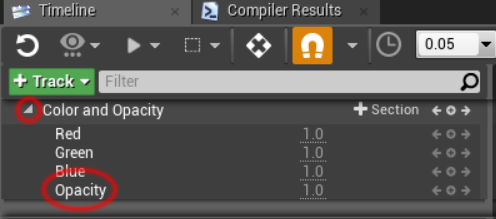 Timeline Compiler Results
0.05
+ Track Filter
Color and Opacity + Section
Red 1.0
Green 1.0
Blue 1.0
Opacity 1.0